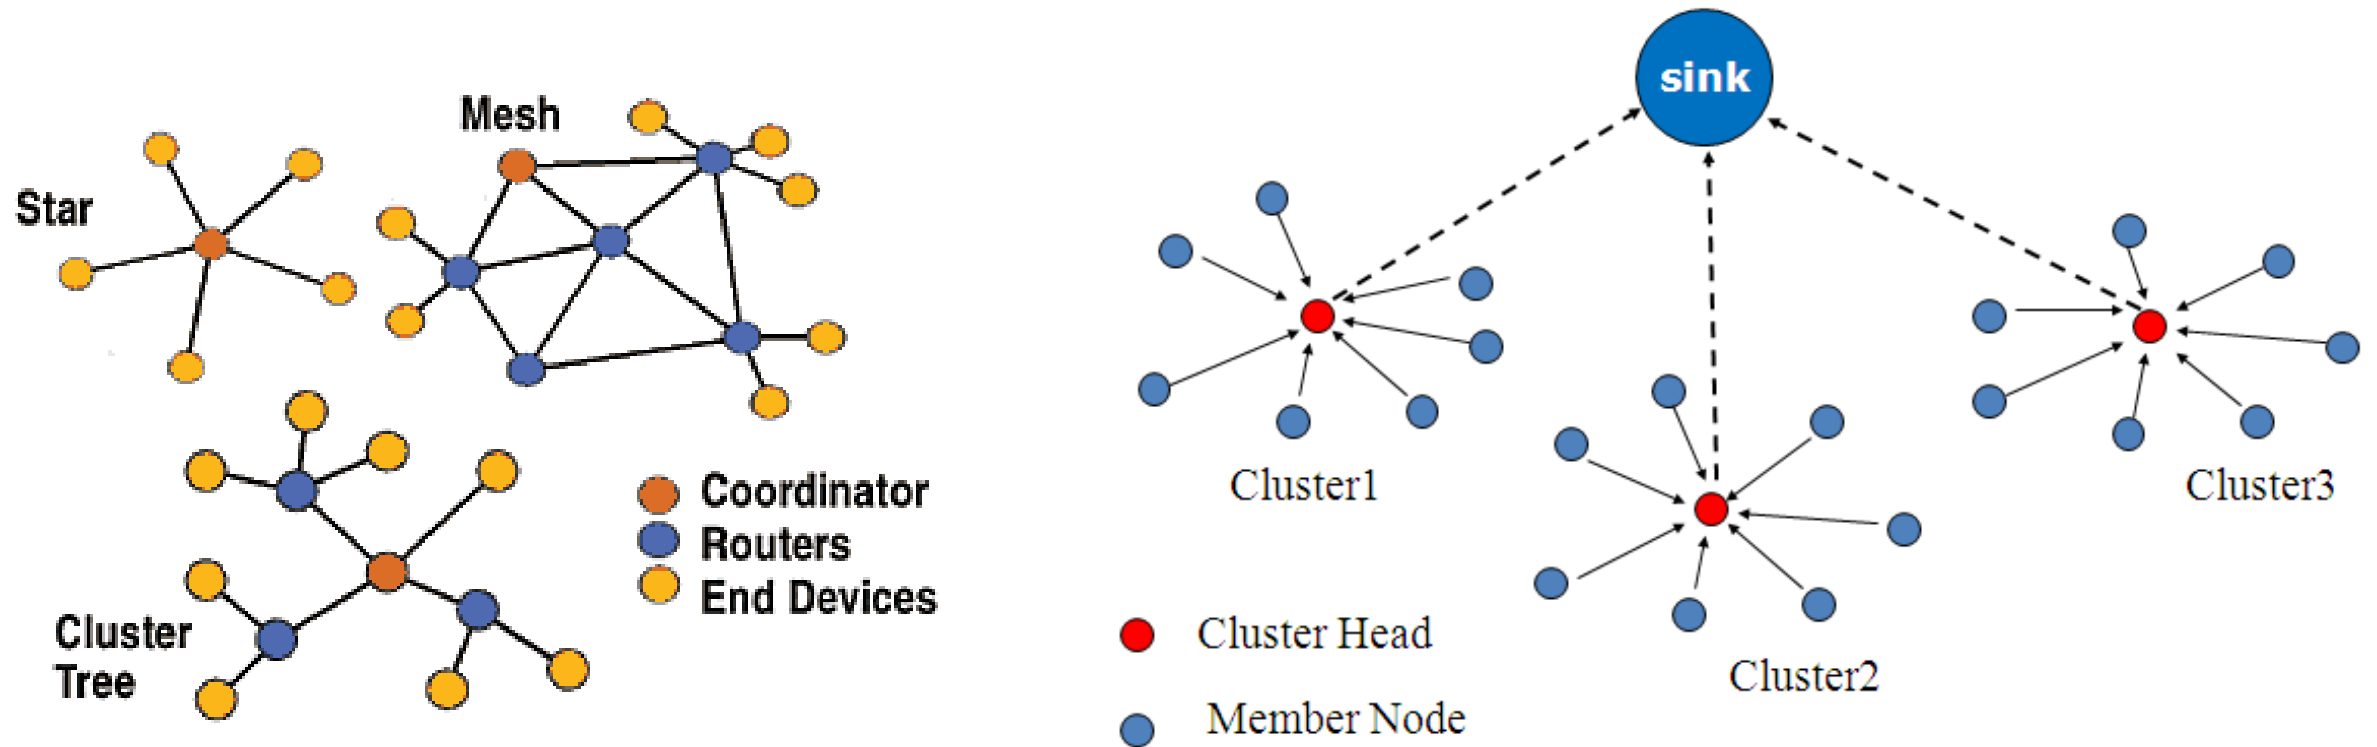 Mesh
Star
Coordinator
Routers
End Devices
Cluster
Tree
sink
Cluster1
Cluster3
Cluster2
Cluster Head
Member Node